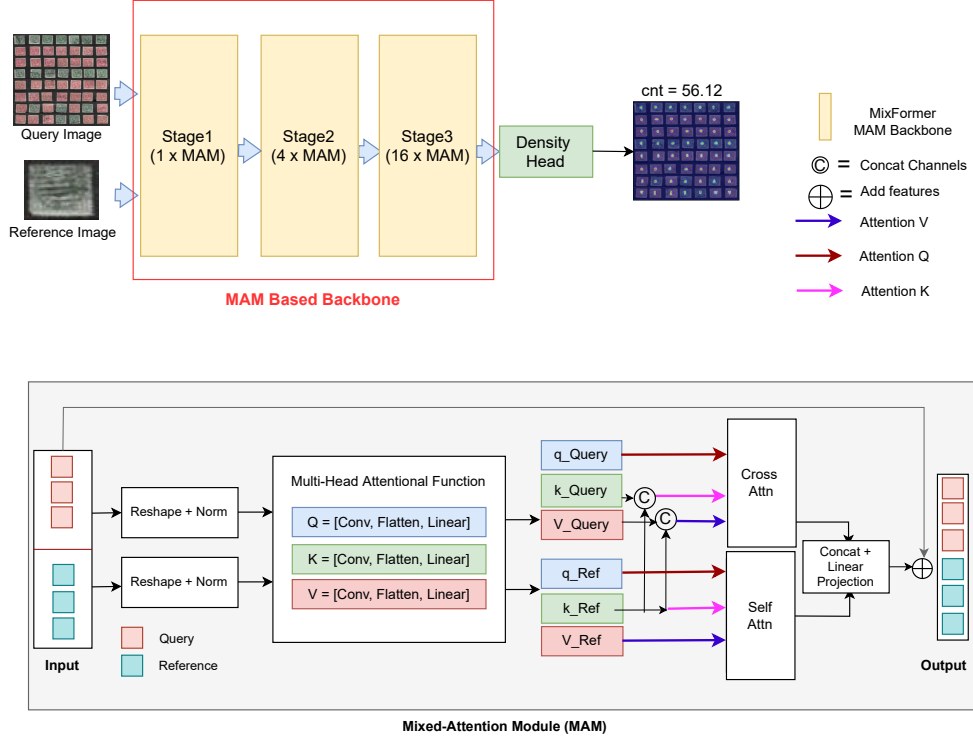 cnt = 56.12
Query Image
Reference Image
Stage1
(1 x MAM)
Stage2
(4 x MAM)
Stage3
(16 x MAM)
Density
Head
MAM Based Backbone
MixFormer
MAM Backbone
C = Concat Channels
= Add features
Attention V
Attention Q
Attention K
Input
Reshape + Norm
Reshape + Norm
Query
Reference
Multi-Head Attentional Function
Q = [Conv, Flatten, Linear]
K = [Conv, Flatten, Linear]
V = [Conv, Flatten, Linear]
q_Query
k_Query
V_Query
q_Ref
k_Ref
V_Ref
C
C
Cross
Attn
Self
Attn
Concat +
Linear
Projection
Output
Mixed-Attention Module (MAM)